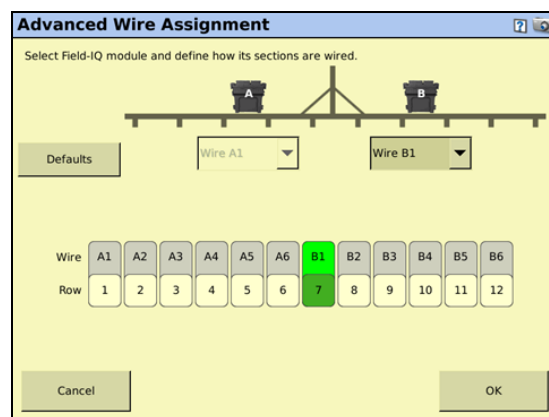 Advanced Wire Assignment
?
Select Field-IQ module and define how its sections are wired.
A B
Defaults
Wire A1 Wire B1
Wire A1 A2 A3 A4 A5 A6 B1 B2 B3 B4 B5 B6
Row 1 2 3 4 5 6 7 8 9 10 11 12
Cancel OK